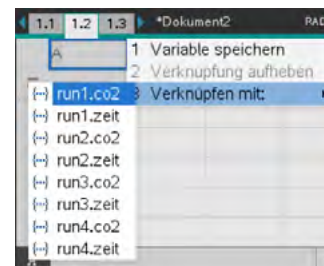 1.1 1.2 1.3 *Dokument2 RAD
A
1 Variable speichern
2 Verknüpfung aufheben
3 Verknüpfen mit:
run1.co2
run1.zeit
run2.co2
run2.zeit
run3.co2
run3.zeit
run4.co2
run4.zeit